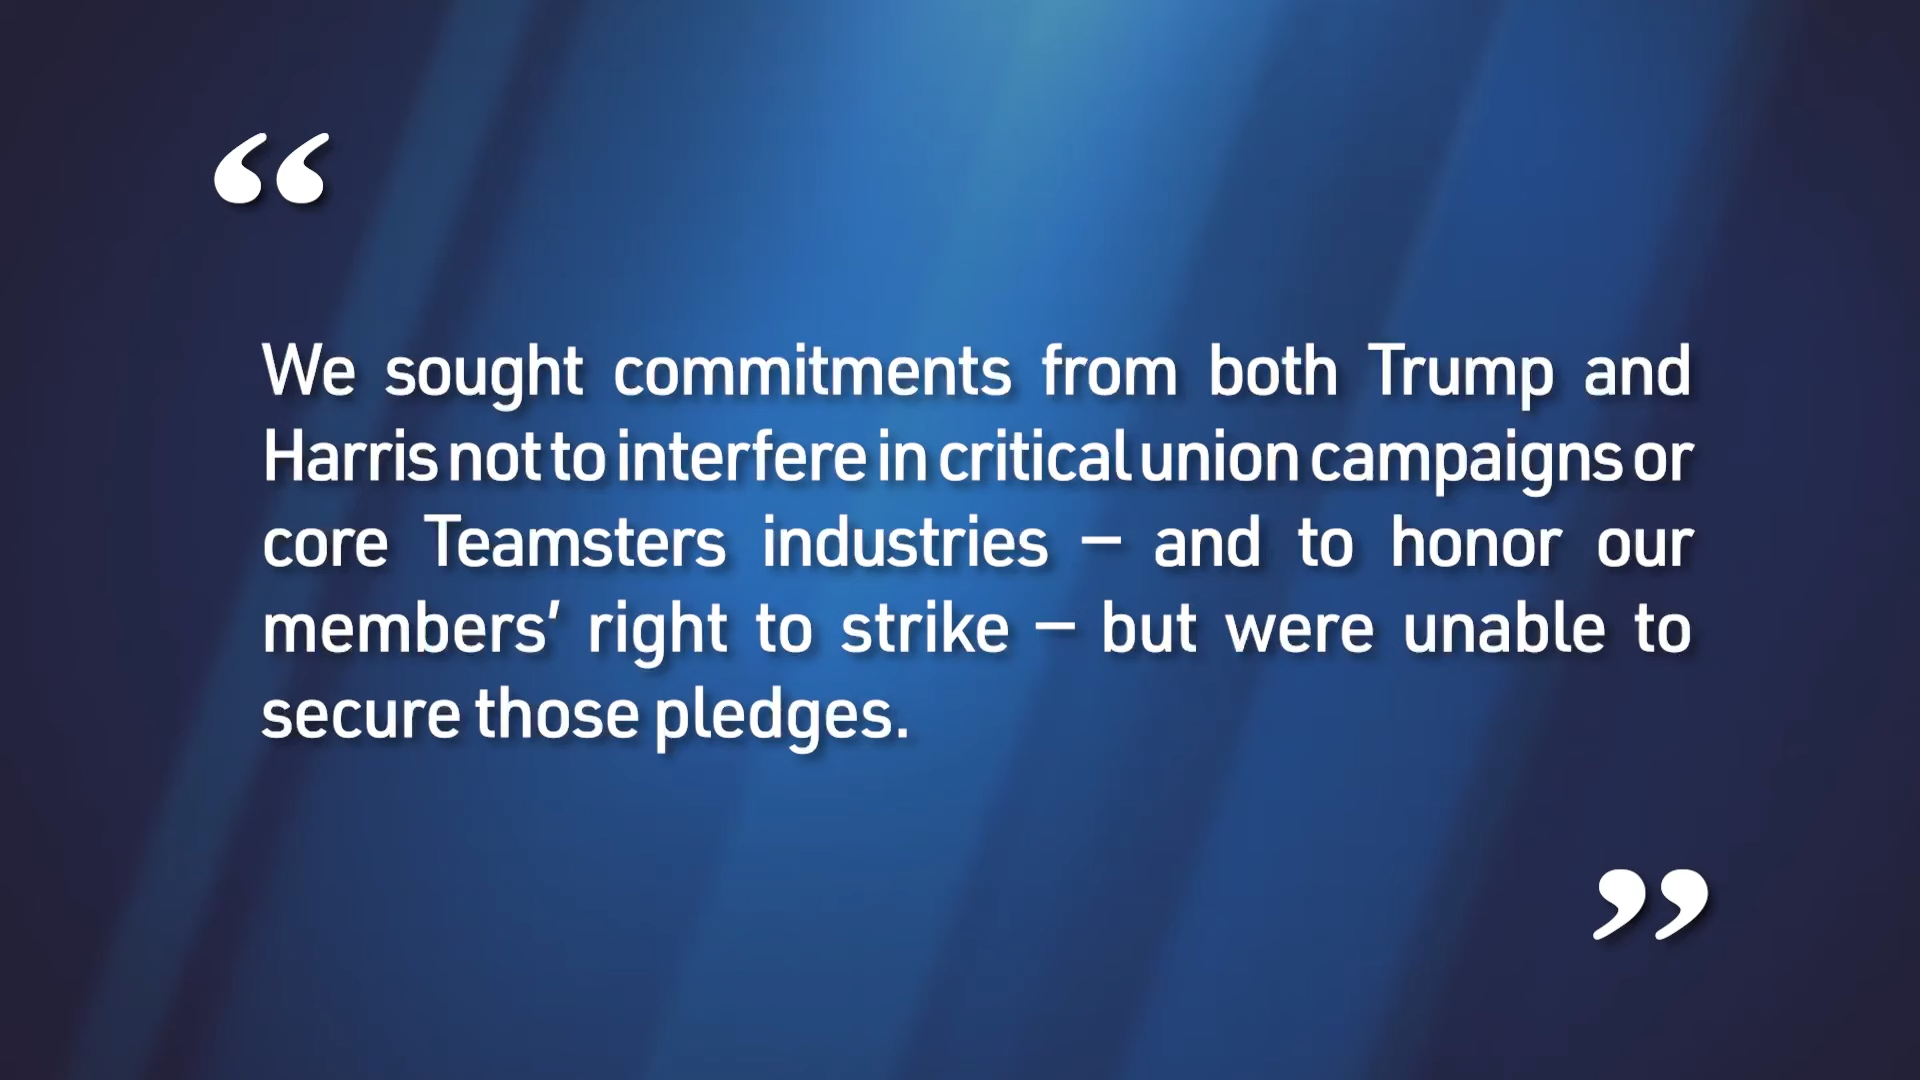 “
We sought commitments from both Trump and
Harris not to interfere in critical union campaigns or
core Teamsters industries – and to honor our
members’ right to strike – but were unable to
secure those pledges.
”